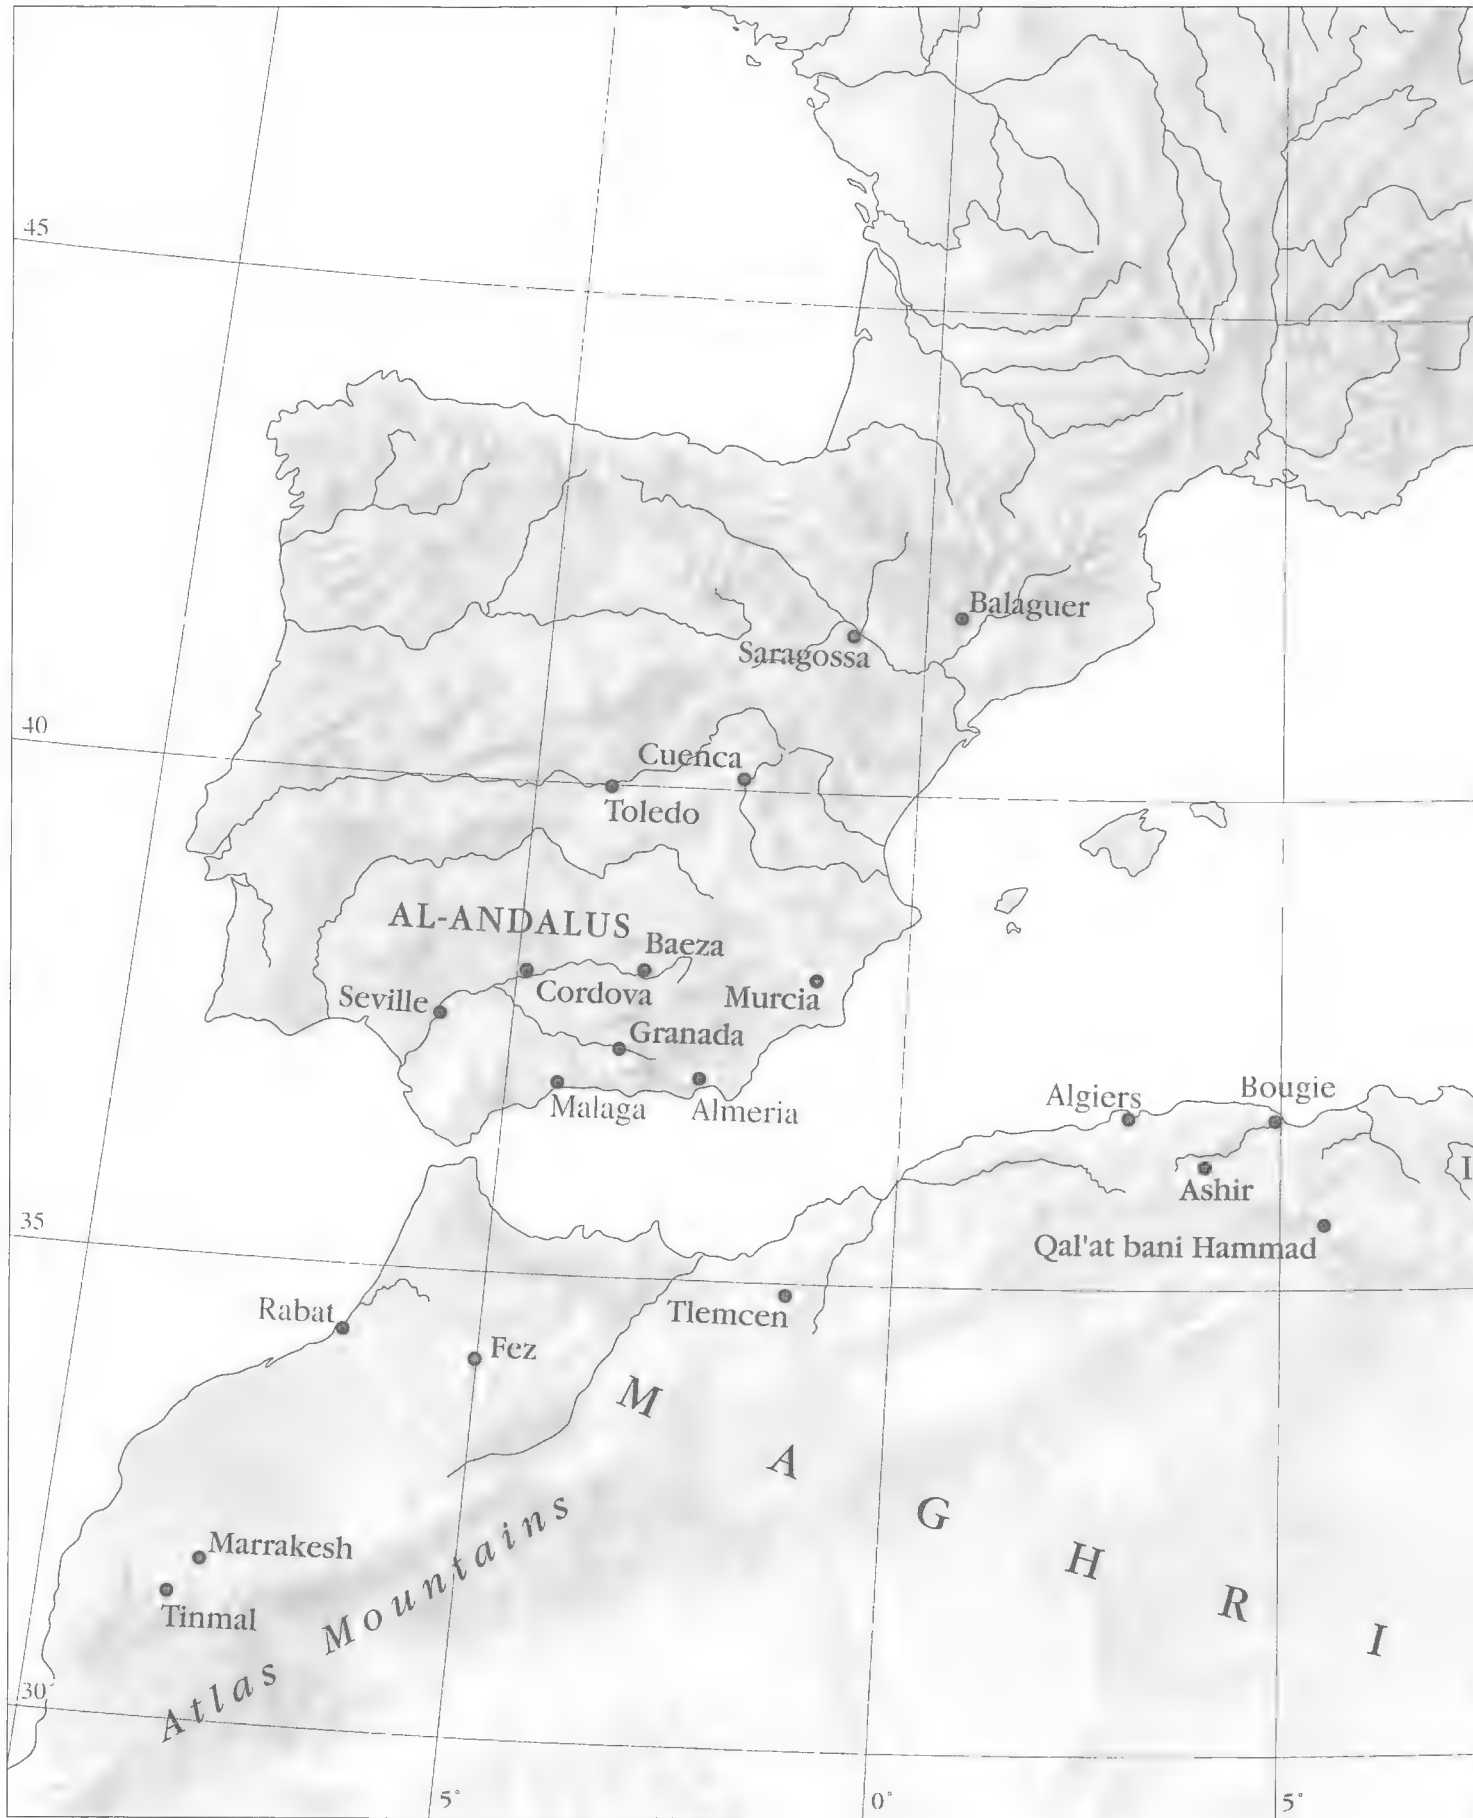 45
Balaguer
Saragossa
40
Cuenca
Toledo
AL-ANDALUS
Baeza
Seville
Cordova
Murcia
Granada
Malaga
Almeria
Algiers
Bougie
Ashir
Qal'at bani Hammad
35
Rabat
Tlemcen
Fez
M A G H R I
Marrakesh
Tinmal
Atlas Mountains
30°
5°
0°
5°